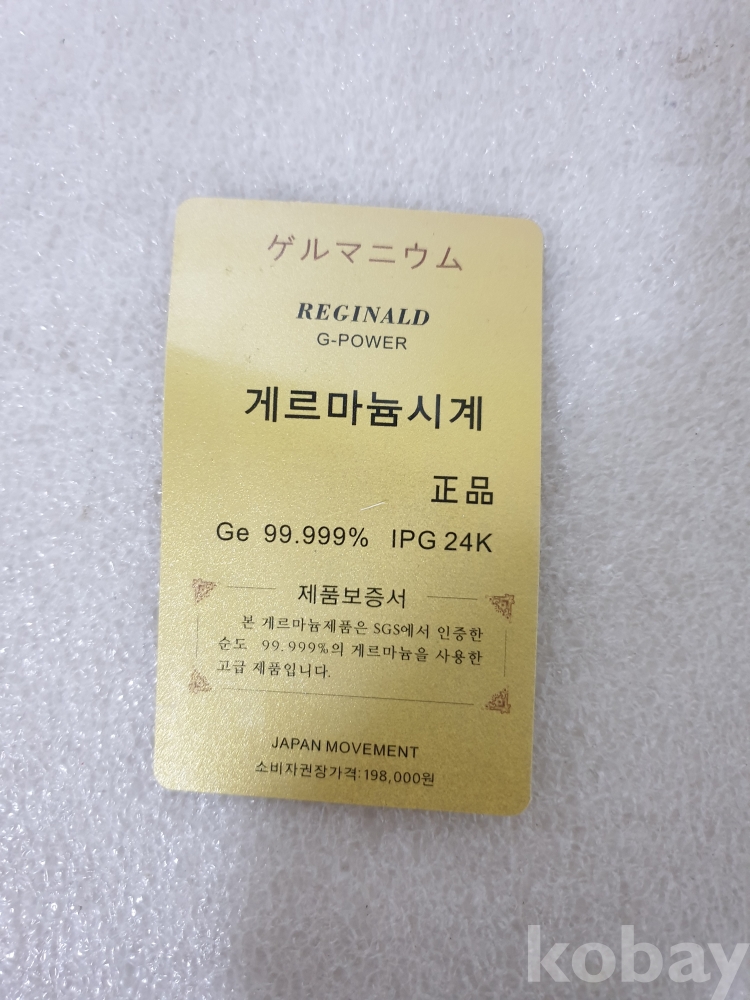 ゲルマニウム
REGINALD
G-POWER
게르마늄시계
正品
Ge 99.999% IPG 24K
제품보증서
본 게르마늄제품은 SGS에서 인증한
순도 99.999%의 게르마늄을 사용한
고급 제품입니다.
JAPAN MOVEMENT
소비자권장가격:198,000원
kobay